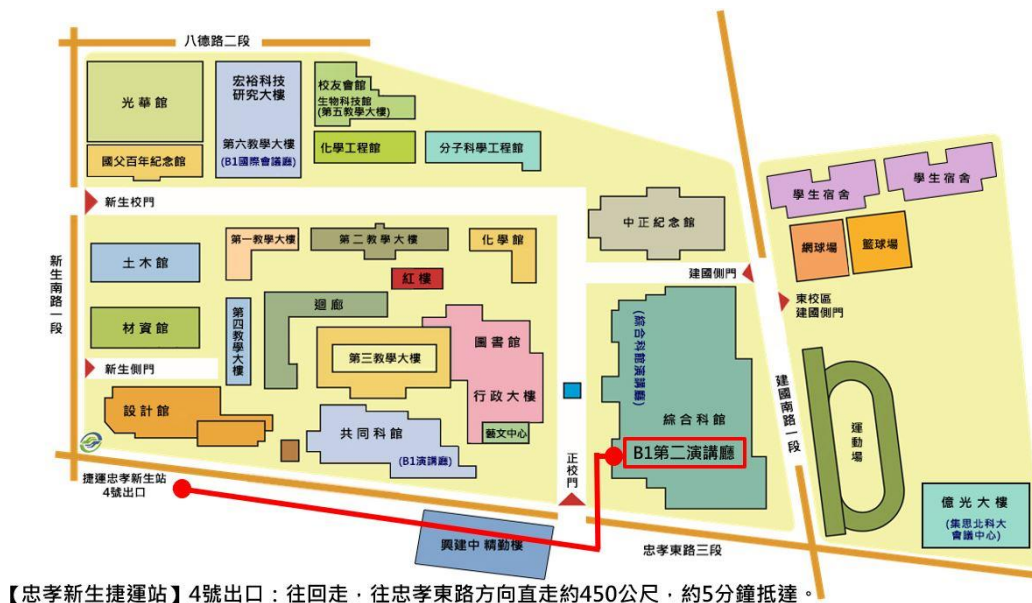 八德路二段
光華館
宏裕科技
研究大樓
第六教學大樓
(B1國際會議廳)
校友會館
生物科技館
(第五教學大樓)
化學工程館
分子科學工程館
國父百年紀念館
學生宿舍
學生宿舍
新生校門
中正紀念館
網球場
籃球場
第一教學大樓
第二教學大樓
化學館
土木館
紅樓
建國側門
東校區
建國側門
新生南路一段
迴廊
材資館
第四教學大樓
第三教學大樓
圖書館
(綜合科館演講廳)
新生側門
行政大樓
建國南路一段
設計館
共同科館
(B1演講廳)
藝文中心
綜合科館
B1第二演講廳
運動場
正校門
捷運忠孝新生站
4號出口
億光大樓
(集思北科大
會議中心)
興建中 精勤樓
忠孝東路三段
【忠孝新生捷運站】4號出口：往回走，往忠孝東路方向直走約450公尺，約5分鐘抵達。